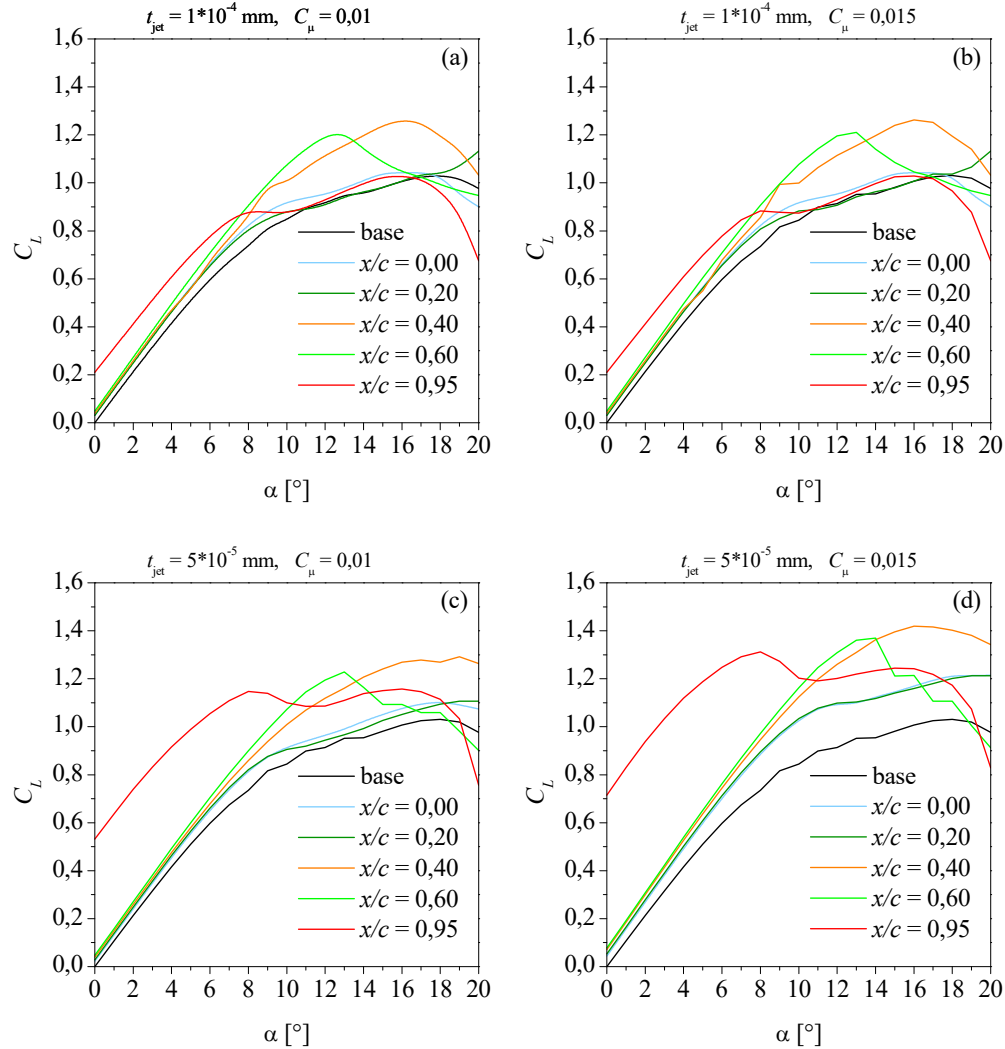 t_jet = 1*10^-4 mm, C_μ = 0,01
(a)
1,6
1,4
1,2
1,0
0,8
0,6
0,4
0,2
0,0
C_L
base
x/c = 0,00
x/c = 0,20
x/c = 0,40
x/c = 0,60
x/c = 0,95
0 2 4 6 8 10 12 14 16 18 20
α [°]
t_jet = 1*10^-4 mm, C_μ = 0,015
(b)
1,6
1,4
1,2
1,0
0,8
0,6
0,4
0,2
0,0
C_L
base
x/c = 0,00
x/c = 0,20
x/c = 0,40
x/c = 0,60
x/c = 0,95
0 2 4 6 8 10 12 14 16 18 20
α [°]
t_jet = 5*10^-5 mm, C_μ = 0,01
(c)
1,6
1,4
1,2
1,0
0,8
0,6
0,4
0,2
0,0
C_L
base
x/c = 0,00
x/c = 0,20
x/c = 0,40
x/c = 0,60
x/c = 0,95
0 2 4 6 8 10 12 14 16 18 20
α [°]
t_jet = 5*10^-5 mm, C_μ = 0,015
(d)
1,6
1,4
1,2
1,0
0,8
0,6
0,4
0,2
0,0
C_L
base
x/c = 0,00
x/c = 0,20
x/c = 0,40
x/c = 0,60
x/c = 0,95
0 2 4 6 8 10 12 14 16 18 20
α [°]